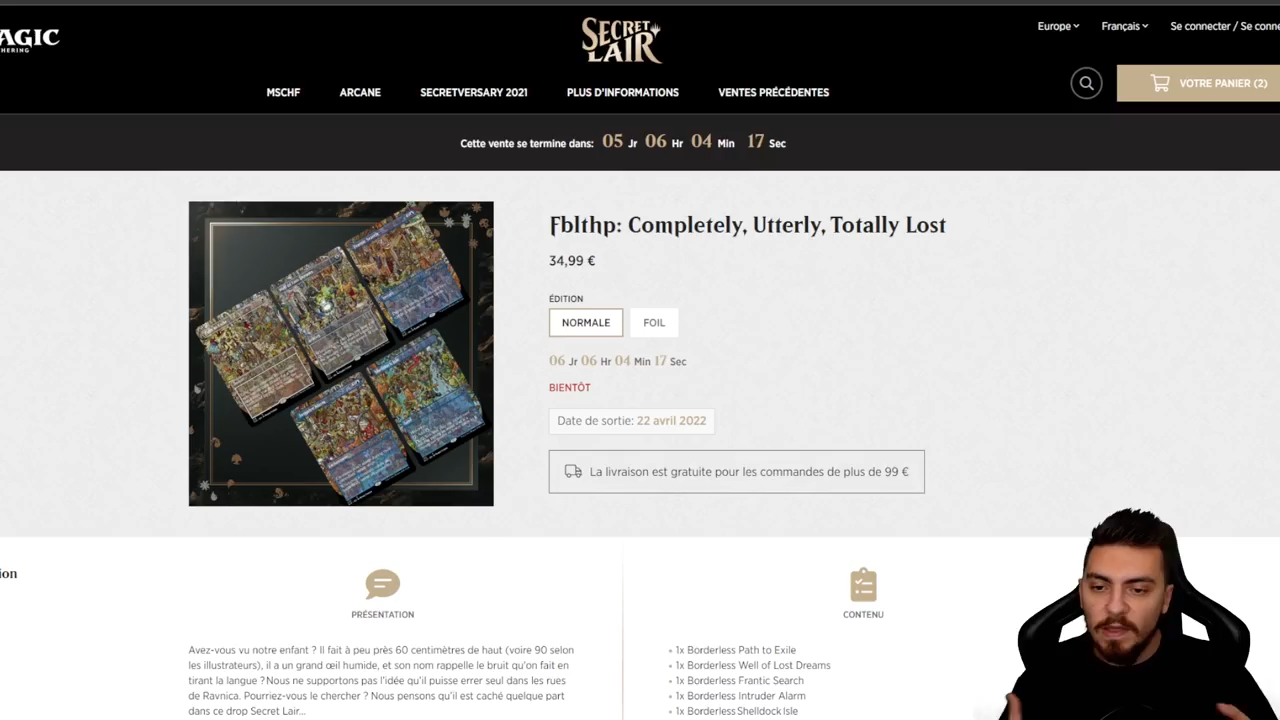 AGIC
HERING
SECRET
LAIR
Europe
Français
Se connecter / Se conne
MSCHF
ARCANE
SECRETVERSARY 2021
PLUS D'INFORMATIONS
VENTES PRÉCÉDENTES
VOTRE PANIER (2)
Cette vente se termine dans: 05 Jr 06 Hr 04 Min 17 Sec
Fblthp: Completely, Utterly, Totally Lost
34,99 €
ÉDITION
NORMALE
FOIL
06 Jr 06 Hr 04 Min 17 Sec
BIENTÔT
Date de sortie: 22 avril 2022
La livraison est gratuite pour les commandes de plus de 99 €
ion
PRÉSENTATION
Avez-vous vu notre enfant ? Il fait à peu près 60 centimètres de haut (voire 90 selon
les illustrateurs), il a un grand œil humide, et son nom rappelle le bruit qu'on fait en
tirant la langue ? Nous ne supportons pas l'idée qu'il puisse errer seul dans les rues
de Ravnica. Pourriez-vous le chercher ? Nous pensons qu'il est caché quelque part
dans ce drop Secret Lair...
CONTENU
• 1x Borderless Path to Exile
• 1x Borderless Well of Lost Dreams
• 1x Borderless Frantic Search
• 1x Borderless Intruder Alarm
• 1x Borderless Shelldock Isle